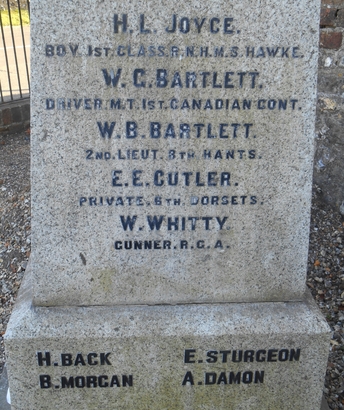 H. L. JOYCE.
BOY. 1ST. CLASS. R.N. H.M.S. HAWKE.
W. G. BARTLETT.
DRIVER M.T. 1ST. CANADIAN CONT.
W. B. BARTLETT.
2ND. LIEUT. 8TH. HANTS.
E. E. CUTLER.
PRIVATE. 6TH. DORSETS.
W. WHITTY.
GUNNER. R.G.A.
H. BACK E. STURGEON
B. MORGAN A. DAMON